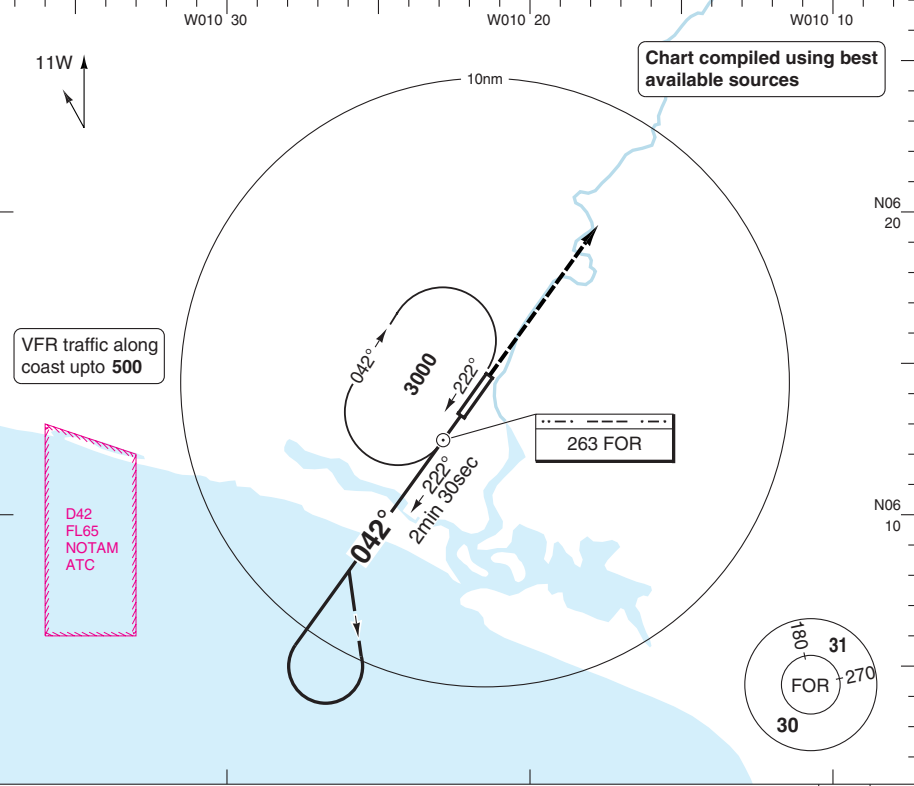 W010 30
W010 20
W010 10
11W
Chart compiled using best
available sources
10nm
N06
20
VFR traffic along
coast upto 500
042°
3000
222°
263 FOR
222°
2min 30sec
042°
D42
FL65
NOTAM
ATC
N06
10
180
31
270
FOR
30